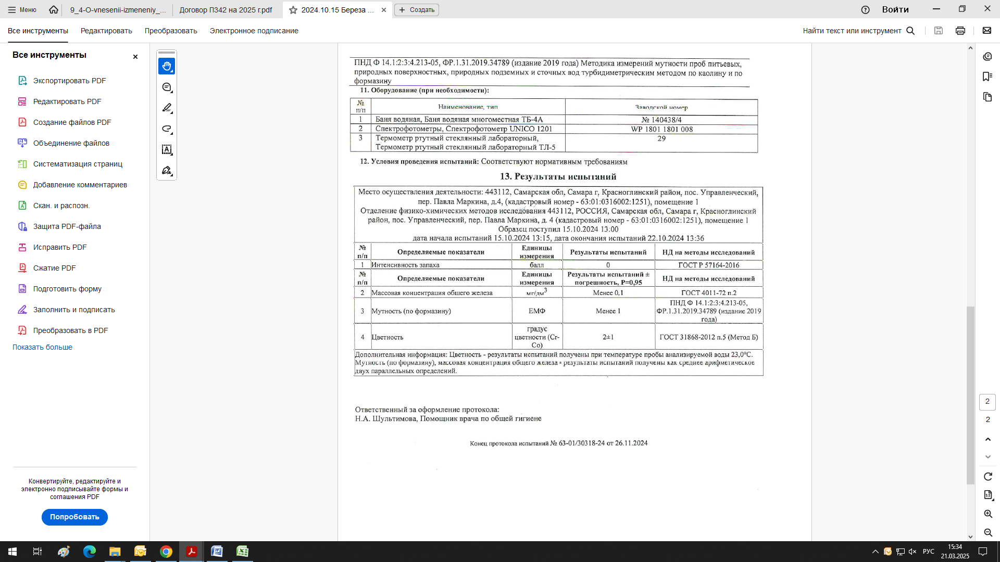 Меню
9_4-O-vnesenii-izmeneniy_...
Договор П342 на 2025 г.pdf
2024.10.15 Береза ...
Создать
Войти
Все инструменты
Редактировать
Преобразовать
Электронное подписание
Найти текст или инструмент
Все инструменты
Экспортировать PDF
Редактировать PDF
Создание файлов PDF
Объединение файлов
Систематизация страниц
Добавление комментариев
Скан. и распозн.
Защита PDF-файла
Исправить PDF
Сжатие PDF
Подготовить форму
Заполнить и подписать
Преобразовать в PDF
Показать больше
Конвертируйте, редактируйте и
электронно подписывайте формы и
соглашения PDF
Попробовать
ПНД Ф 14.1:2:3:4.213-05, ФР.1.31.2019.34789 (издание 2019 года) Методика измерений мутности проб питьевых,
природных поверхностных, природных подземных и сточных вод турбидиметрическим методом по каолину и по
формазину
11. Оборудование (при необходимости):
№ п/п Наименование, тип Заводской номер
1 Баня водяная, Баня водяная многоместная ТБ-4А № 140438/4
2 Спектрофотометры, Спектрофотометр UNICO 1201 WP 1801 1801 008
3 Термометр ртутный стеклянный лабораторный, 29
Термометр ртутный стеклянный лабораторный ТЛ-5
12. Условия проведения испытаний: Соответствуют нормативным требованиям
13. Результаты испытаний
Место осуществления деятельности: 443112, Самарская обл, Самара г, Красноглинский район, пос. Управленческий,
пер. Павла Маркина, д.4, (кадастровый номер - 63:01:0316002:1251), помещение 1
Отделение физико-химических методов исследования 443112, РОССИЯ, Самарская обл, Самара г, Красноглинский
район, пос. Управленческий, пер. Павла Маркина, д. 4 (кадастровый номер - 63:01:0316002:1251), помещение 1
Образец поступил 15.10.2024 13:00
дата начала испытаний 15.10.2024 13:15, дата окончания испытаний 22.10.2024 13:36
№ п/п Определяемые показатели Единицы измерения Результаты испытаний НД на методы исследований
1 Интенсивность запаха балл 0 ГОСТ Р 57164-2016
№ п/п Определяемые показатели Единицы измерения Результаты испытаний ± погрешность, P=0,95 НД на методы исследований
2 Массовая концентрация общего железа мг/дм3 Менее 0,1 ГОСТ 4011-72 п.2
3 Мутность (по формазину) ЕМФ Менее 1 ПНД Ф 14.1:2:3:4.213-05, ФР.1.31.2019.34789 (издание 2019 года)
4 Цветность градус цветности (Cr-Co) 2±1 ГОСТ 31868-2012 п.5 (Метод Б)
Дополнительная информация: Цветность - результаты испытаний получены при температуре пробы анализируемой воды 23,0°С.
Мутность (по формазину), массовая концентрация общего железа - результаты испытаний получены как среднее арифметическое
двух параллельных определений.
Ответственный за оформление протокола:
Н.А. Шультимова, Помощник врача по общей гигиене
Конец протокола испытаний № 63-01/30318-24 от 26.11.2024
2
2
РУС
15:34
21.03.2025